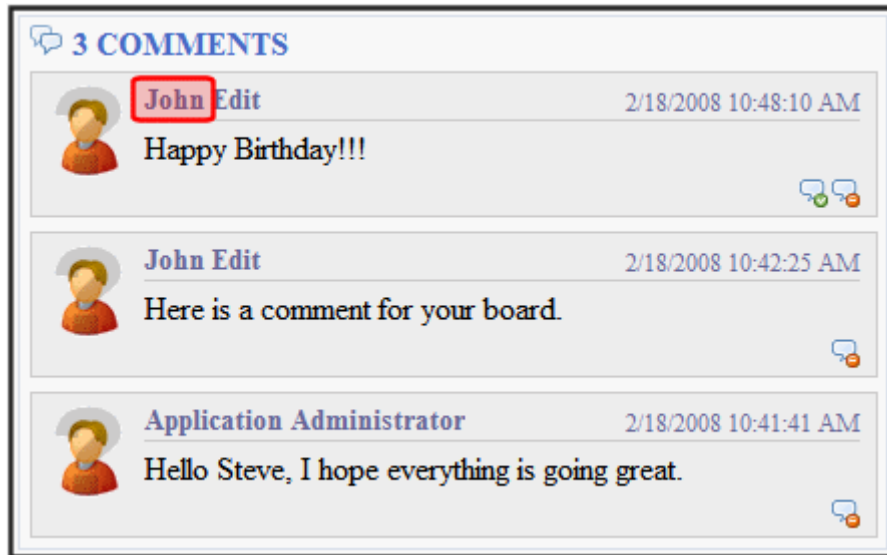 3 COMMENTS
John Edit 2/18/2008 10:48:10 AM
Happy Birthday!!!
John Edit 2/18/2008 10:42:25 AM
Here is a comment for your board.
Application Administrator 2/18/2008 10:41:41 AM
Hello Steve, I hope everything is going great.